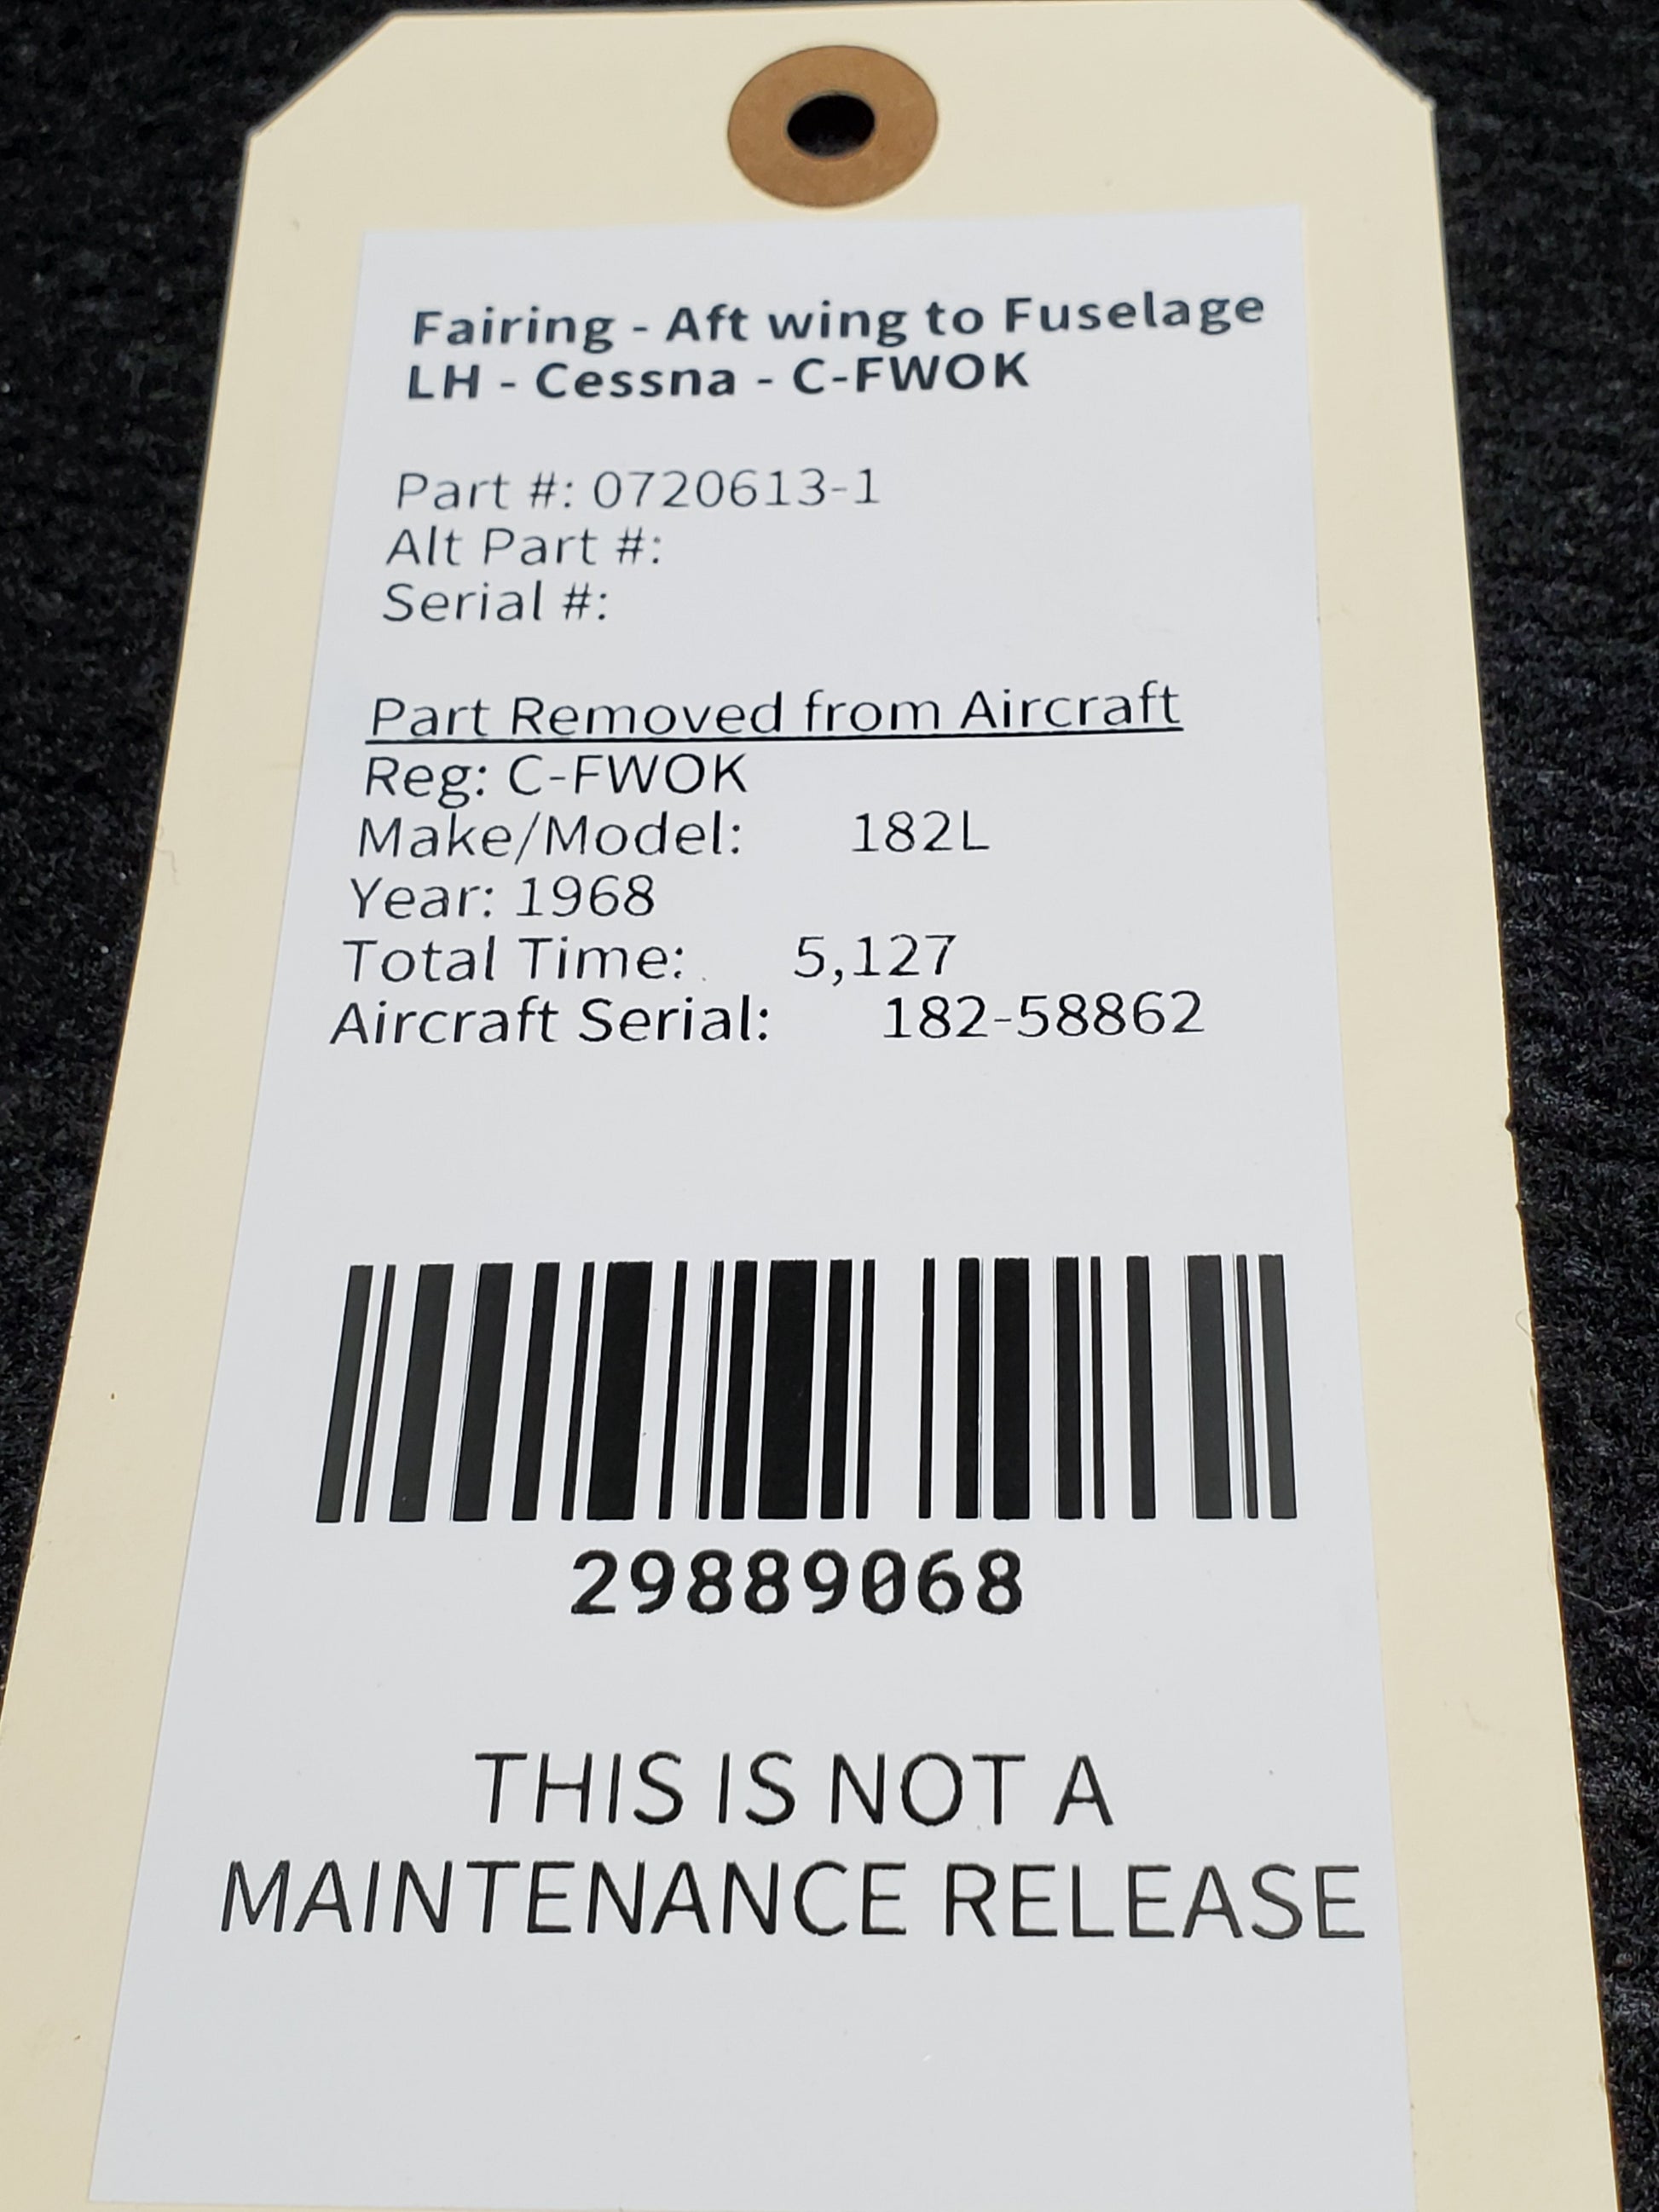 Fairing - Aft wing to Fuselage
LH - Cessna - C-FWOK
Part #: 0720613-1
Alt Part #:
Serial #:
Part Removed from Aircraft
Reg: C-FWOK
Make/Model: 182L
Year: 1968
Total Time: 5,127
Aircraft Serial: 182-58862
29889068
THIS IS NOT A
MAINTENANCE RELEASE